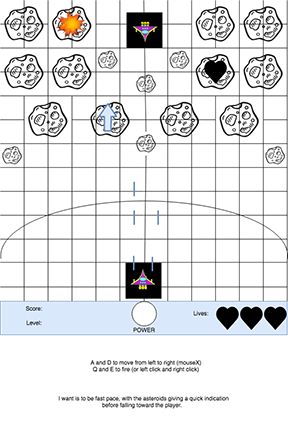 Score:
Lives:
Level:
POWER
A and D to move from left to right (mouseX)
Q and E to fire (or left click and right click)
I want is to be fast pace, with the asteroids giving a quick indication
before falling toward the player.